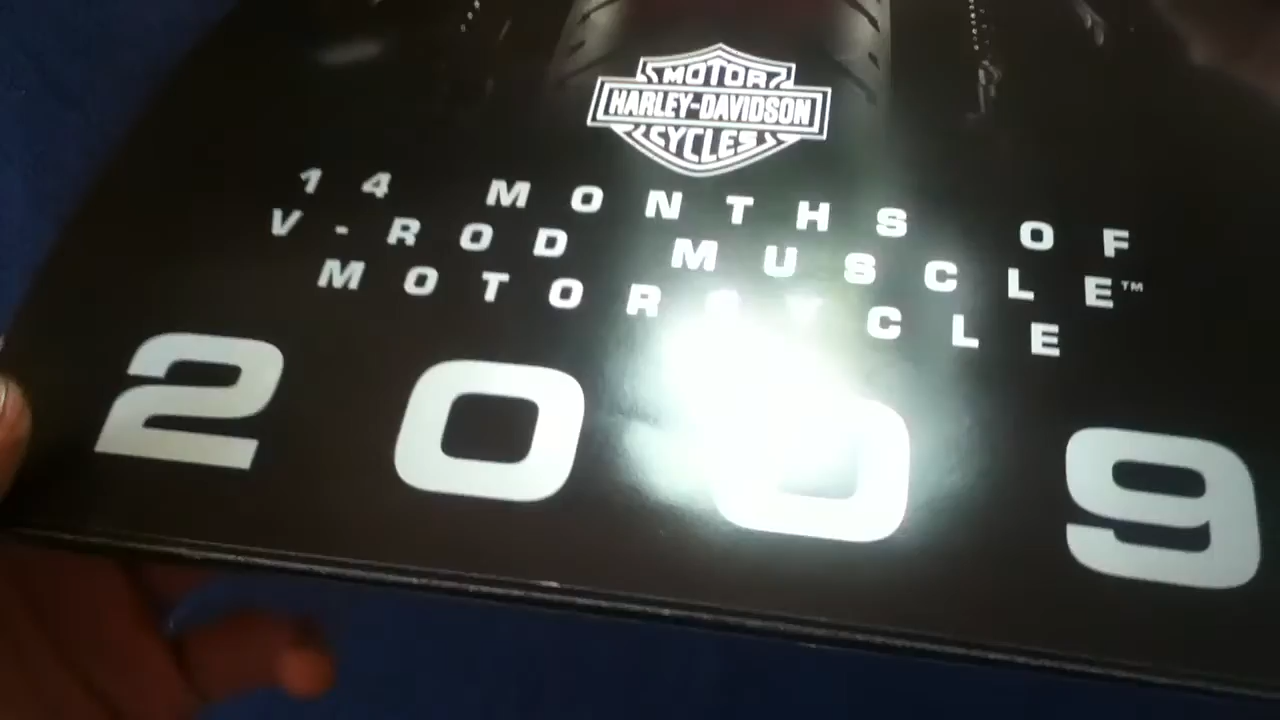 MOTOR
HARLEY-DAVIDSON
CYCLES
14 MONTHS OF
V-ROD MUSCLE™
MOTORCYCLE
2009